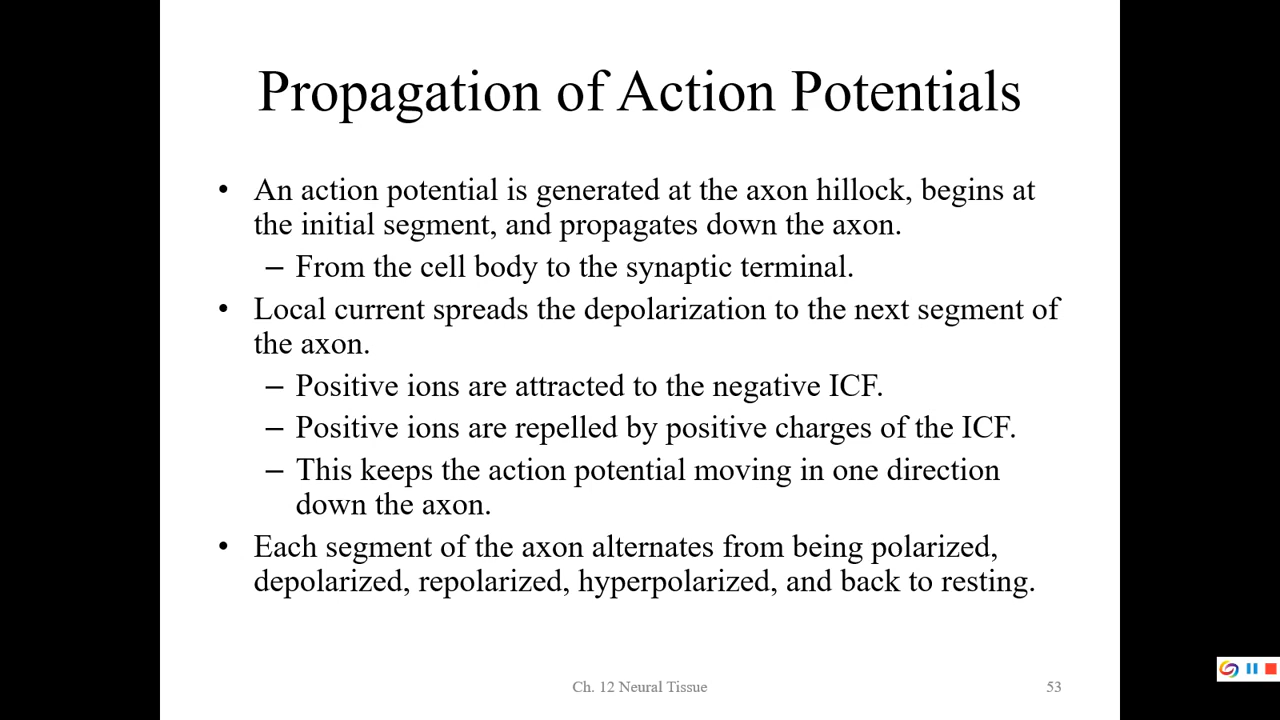 Propagation of Action Potentials
• An action potential is generated at the axon hillock, begins at
the initial segment, and propagates down the axon.
– From the cell body to the synaptic terminal.
• Local current spreads the depolarization to the next segment of
the axon.
– Positive ions are attracted to the negative ICF.
– Positive ions are repelled by positive charges of the ICF.
– This keeps the action potential moving in one direction
down the axon.
• Each segment of the axon alternates from being polarized,
depolarized, repolarized, hyperpolarized, and back to resting.
Ch. 12 Neural Tissue
53